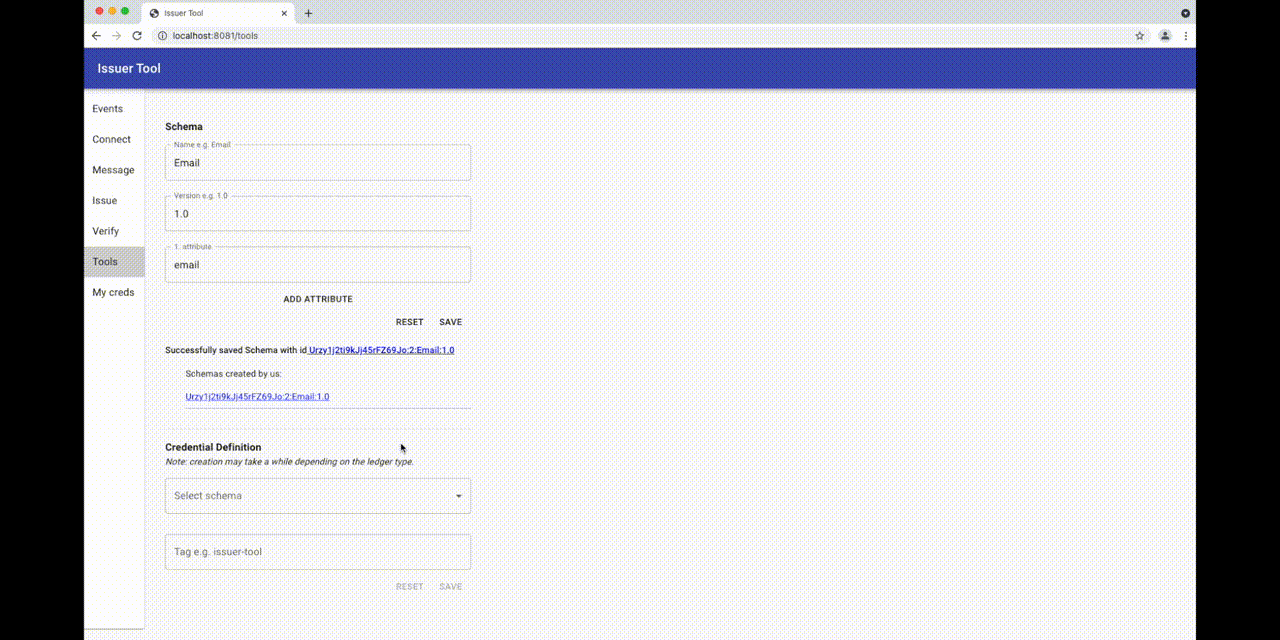 Issuer Tool
localhost:8081/tools
Issuer Tool
Events
Connect
Message
Issue
Verify
Tools
My creds
Schema
Name e.g. Email
Email
Version e.g. 1.0
1.0
1. attribute
email
ADD ATTRIBUTE
RESET SAVE
Successfully saved Schema with id Urzy1j2ti9kJj45rFZ69Jo:2:Email:1.0
Schemas created by us:
Urzy1j2ti9kJj45rFZ69Jo:2:Email:1.0
Credential Definition
Note: creation may take a while depending on the ledger type.
Select schema
Tag e.g. issuer-tool
RESET SAVE